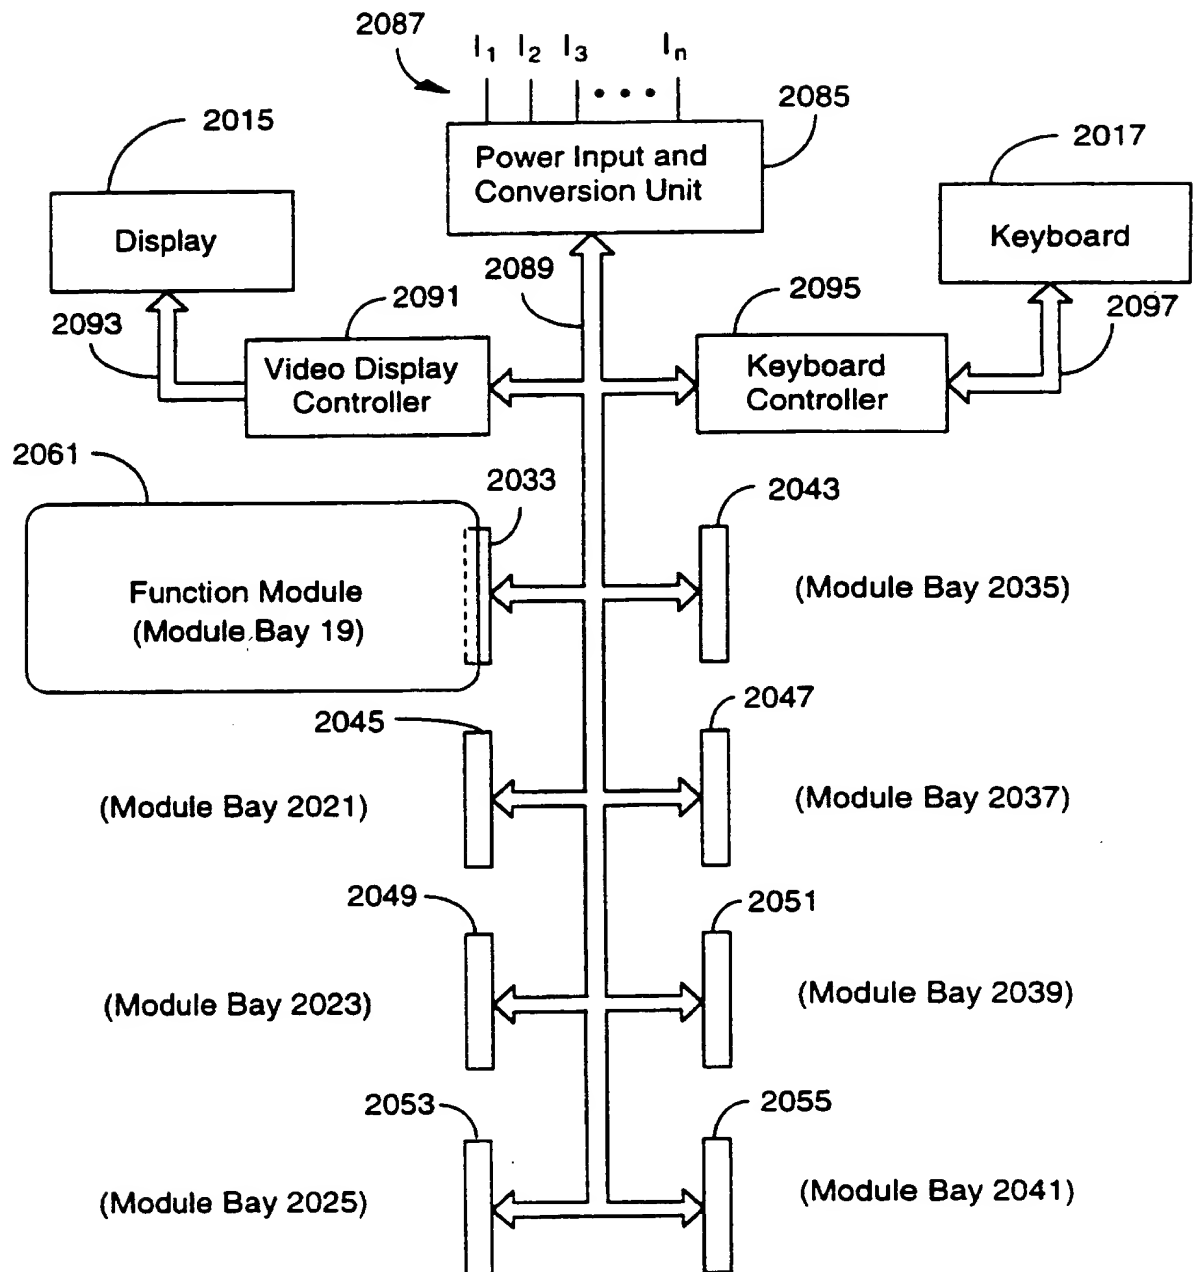 2087
I1 I2 I3 • • • In
2085
2015
Power Input and
Conversion Unit
2017
Display
Keyboard
2089
2091
2095
2093
2097
Video Display
Controller
Keyboard
Controller
2061
2033
2043
Function Module
(Module Bay 19)
(Module Bay 2035)
2045
2047
(Module Bay 2021)
(Module Bay 2037)
2049
2051
(Module Bay 2023)
(Module Bay 2039)
2053
2055
(Module Bay 2025)
(Module Bay 2041)